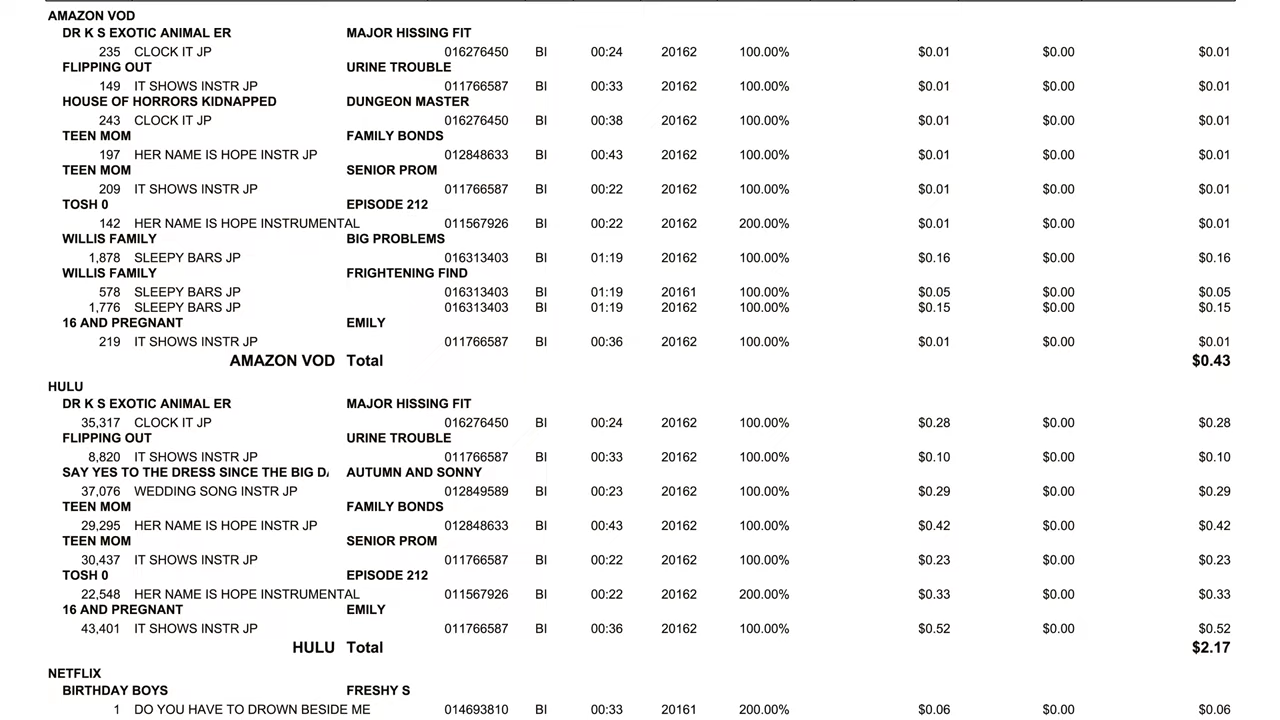 AMAZON VOD
DR K S EXOTIC ANIMAL ER MAJOR HISSING FIT
235 CLOCK IT JP 016276450 BI 00:24 20162 100.00% $0.01 $0.00 $0.01
FLIPPING OUT URINE TROUBLE
149 IT SHOWS INSTR JP 011766587 BI 00:33 20162 100.00% $0.01 $0.00 $0.01
HOUSE OF HORRORS KIDNAPPED DUNGEON MASTER
243 CLOCK IT JP 016276450 BI 00:38 20162 100.00% $0.01 $0.00 $0.01
TEEN MOM FAMILY BONDS
197 HER NAME IS HOPE INSTR JP 012848633 BI 00:43 20162 100.00% $0.01 $0.00 $0.01
TEEN MOM SENIOR PROM
209 IT SHOWS INSTR JP 011766587 BI 00:22 20162 100.00% $0.01 $0.00 $0.01
TOSH 0 EPISODE 212
142 HER NAME IS HOPE INSTRUMENTAL 011567926 BI 00:22 20162 200.00% $0.01 $0.00 $0.01
WILLIS FAMILY BIG PROBLEMS
1,878 SLEEPY BARS JP 016313403 BI 01:19 20162 100.00% $0.16 $0.00 $0.16
WILLIS FAMILY FRIGHTENING FIND
578 SLEEPY BARS JP 016313403 BI 01:19 20161 100.00% $0.05 $0.00 $0.05
1,776 SLEEPY BARS JP 016313403 BI 01:19 20162 100.00% $0.15 $0.00 $0.15
16 AND PREGNANT EMILY
219 IT SHOWS INSTR JP 011766587 BI 00:36 20162 100.00% $0.01 $0.00 $0.01
AMAZON VOD Total $0.43
HULU
DR K S EXOTIC ANIMAL ER MAJOR HISSING FIT
35,317 CLOCK IT JP 016276450 BI 00:24 20162 100.00% $0.28 $0.00 $0.28
FLIPPING OUT URINE TROUBLE
8,820 IT SHOWS INSTR JP 011766587 BI 00:33 20162 100.00% $0.10 $0.00 $0.10
SAY YES TO THE DRESS SINCE THE BIG DA AUTUMN AND SONNY
37,076 WEDDING SONG INSTR JP 012849589 BI 00:23 20162 100.00% $0.29 $0.00 $0.29
TEEN MOM FAMILY BONDS
29,295 HER NAME IS HOPE INSTR JP 012848633 BI 00:43 20162 100.00% $0.42 $0.00 $0.42
TEEN MOM SENIOR PROM
30,437 IT SHOWS INSTR JP 011766587 BI 00:22 20162 100.00% $0.23 $0.00 $0.23
TOSH 0 EPISODE 212
22,548 HER NAME IS HOPE INSTRUMENTAL 011567926 BI 00:22 20162 200.00% $0.33 $0.00 $0.33
16 AND PREGNANT EMILY
43,401 IT SHOWS INSTR JP 011766587 BI 00:36 20162 100.00% $0.52 $0.00 $0.52
HULU Total $2.17
NETFLIX
BIRTHDAY BOYS FRESHY S
1 DO YOU HAVE TO DROWN BESIDE ME 014693810 BI 00:33 20161 200.00% $0.06 $0.00 $0.06